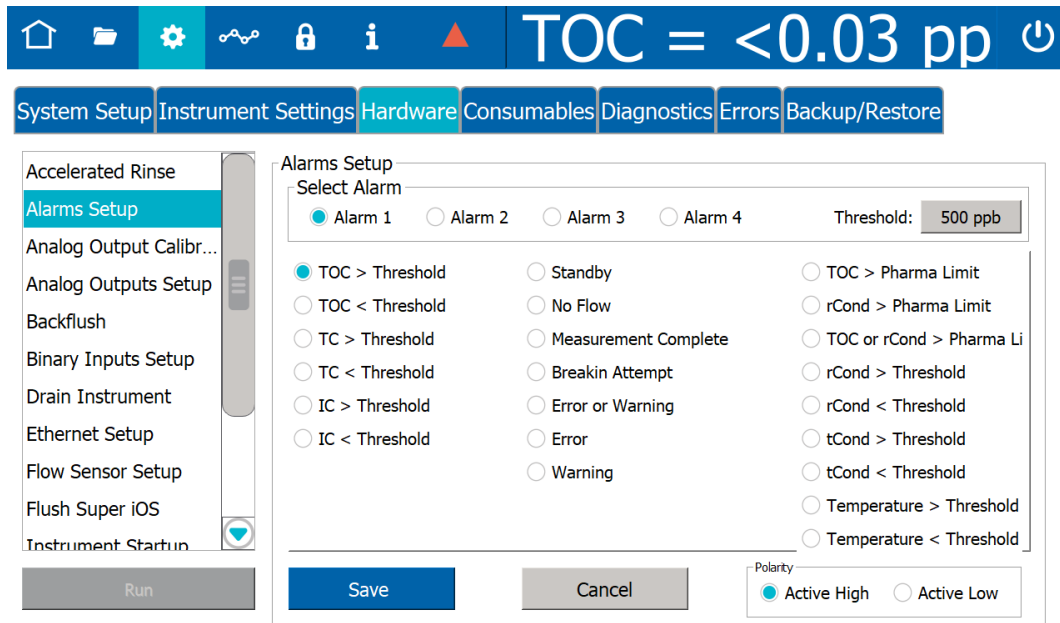 TOC = <0.03 pp
System Setup Instrument Settings Hardware Consumables Diagnostics Errors Backup/Restore
Accelerated Rinse
Alarms Setup
Analog Output Calibr...
Analog Outputs Setup
Backflush
Binary Inputs Setup
Drain Instrument
Ethernet Setup
Flow Sensor Setup
Flush Super iOS
Instrument Startup
Run
Alarms Setup
Select Alarm
Alarm 1 Alarm 2 Alarm 3 Alarm 4 Threshold: 500 ppb
TOC > Threshold
TOC < Threshold
TC > Threshold
TC < Threshold
IC > Threshold
IC < Threshold
Standby
No Flow
Measurement Complete
Breakin Attempt
Error or Warning
Error
Warning
TOC > Pharma Limit
rCond > Pharma Limit
TOC or rCond > Pharma Li
rCond > Threshold
rCond < Threshold
tCond > Threshold
tCond < Threshold
Temperature > Threshold
Temperature < Threshold
Save Cancel
Polarity
Active High Active Low